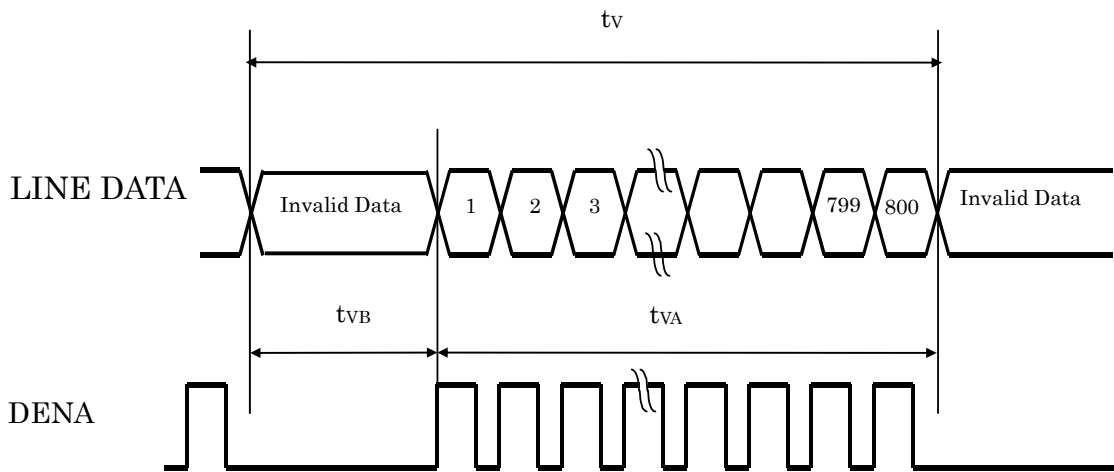 tV
LINE DATA
Invalid Data
1
2
3
799
800
Invalid Data
tVB
tVA
DENA